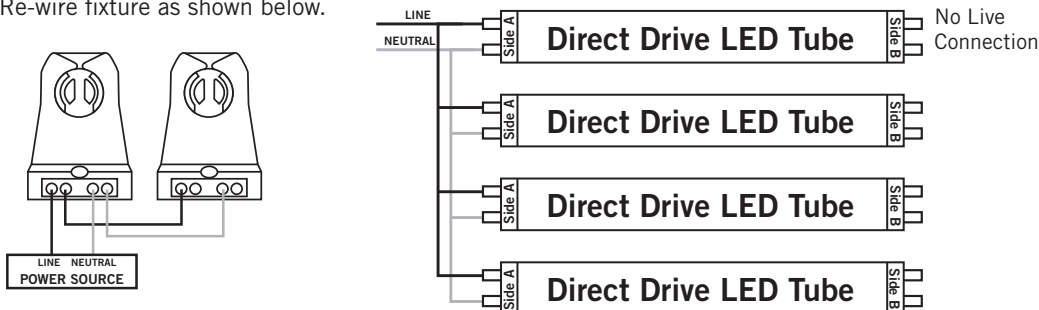 Re-wire fixture as shown below.
LINE NEUTRAL
POWER SOURCE
LINE
NEUTRAL
Side A
Direct Drive LED Tube
Side B
No Live
Connection
Side A
Direct Drive LED Tube
Side B
Side A
Direct Drive LED Tube
Side B
Side A
Direct Drive LED Tube
Side B